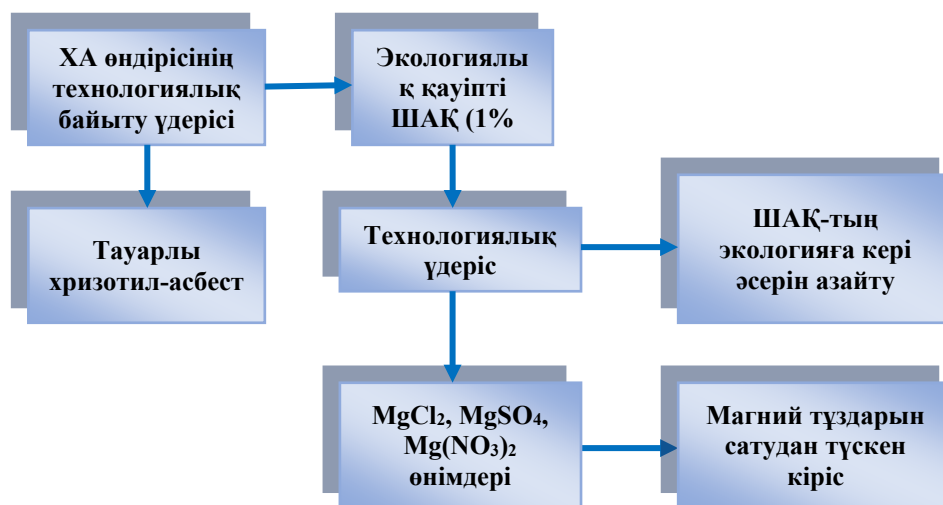 ХА өндірісінің
технологиялық
байыту үдерісі
Экологиялы
қ қауіпті
ШАҚ (1%
Тауарлы
хризотил-асбест
Технологиялық
үдеріс
ШАҚ-тың
экологияға кері
әсерін азайту
MgCl₂, MgSO₄,
Mg(NO₃)₂
өнімдері
Магний тұздарын
сатудан түскен
кіріс